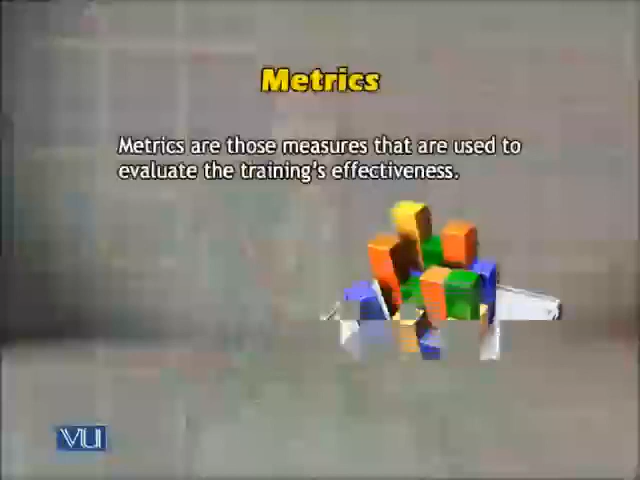 Metrics
Metrics are those measures that are used to
evaluate the training's effectiveness.
VU